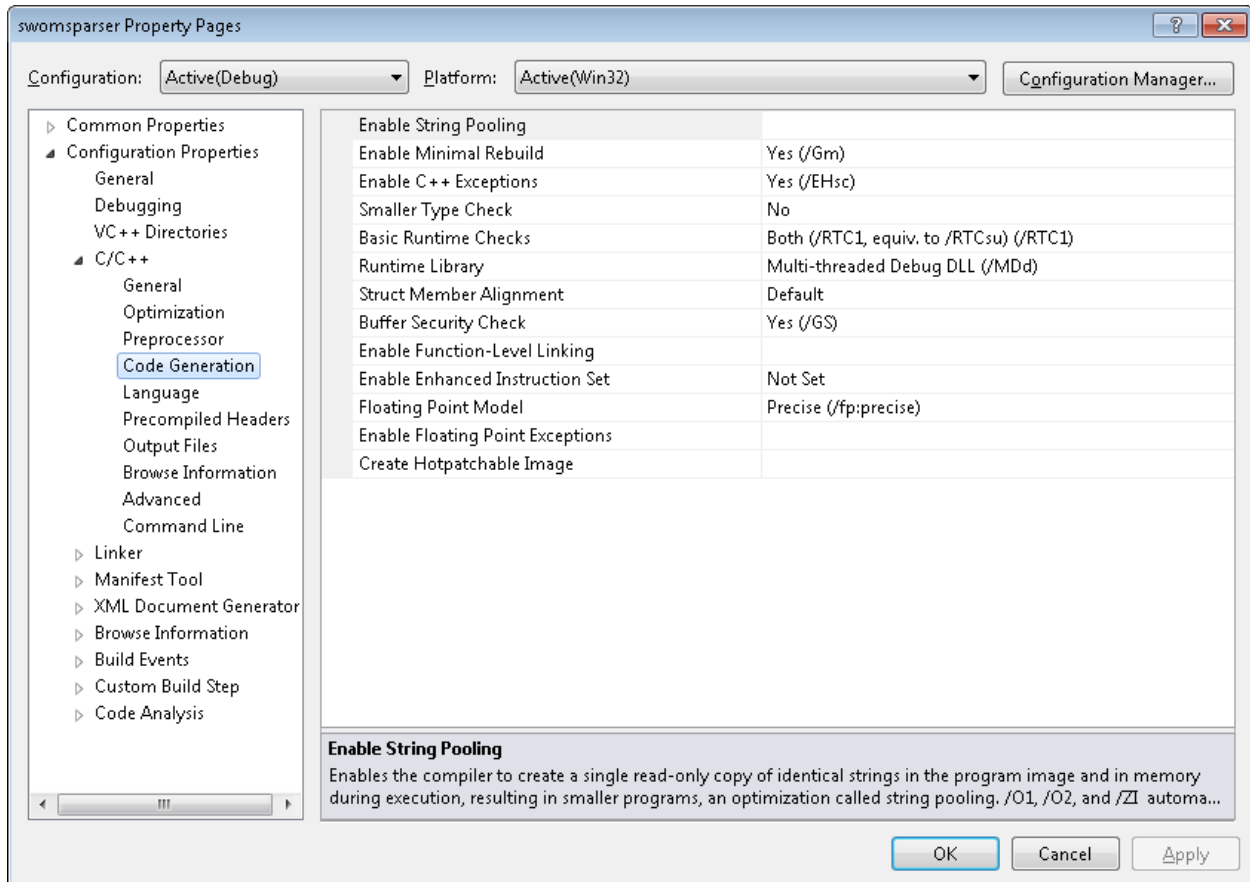 swomsparser Property Pages
Configuration: Active(Debug) Platform: Active(Win32) Configuration Manager...
Common Properties
Configuration Properties
General
Debugging
VC++ Directories
C/C++
General
Optimization
Preprocessor
Code Generation
Language
Precompiled Headers
Output Files
Browse Information
Advanced
Command Line
Linker
Manifest Tool
XML Document Generator
Browse Information
Build Events
Custom Build Step
Code Analysis
Enable String Pooling
Enable Minimal Rebuild Yes (/Gm)
Enable C++ Exceptions Yes (/EHsc)
Smaller Type Check No
Basic Runtime Checks Both (/RTC1, equiv. to /RTCsu) (/RTC1)
Runtime Library Multi-threaded Debug DLL (/MDd)
Struct Member Alignment Default
Buffer Security Check Yes (/GS)
Enable Function-Level Linking
Enable Enhanced Instruction Set Not Set
Floating Point Model Precise (/fp:precise)
Enable Floating Point Exceptions
Create Hotpatchable Image
Enable String Pooling
Enables the compiler to create a single read-only copy of identical strings in the program image and in memory
during execution, resulting in smaller programs, an optimization called string pooling. /O1, /O2, and /ZI automa...
OK Cancel Apply